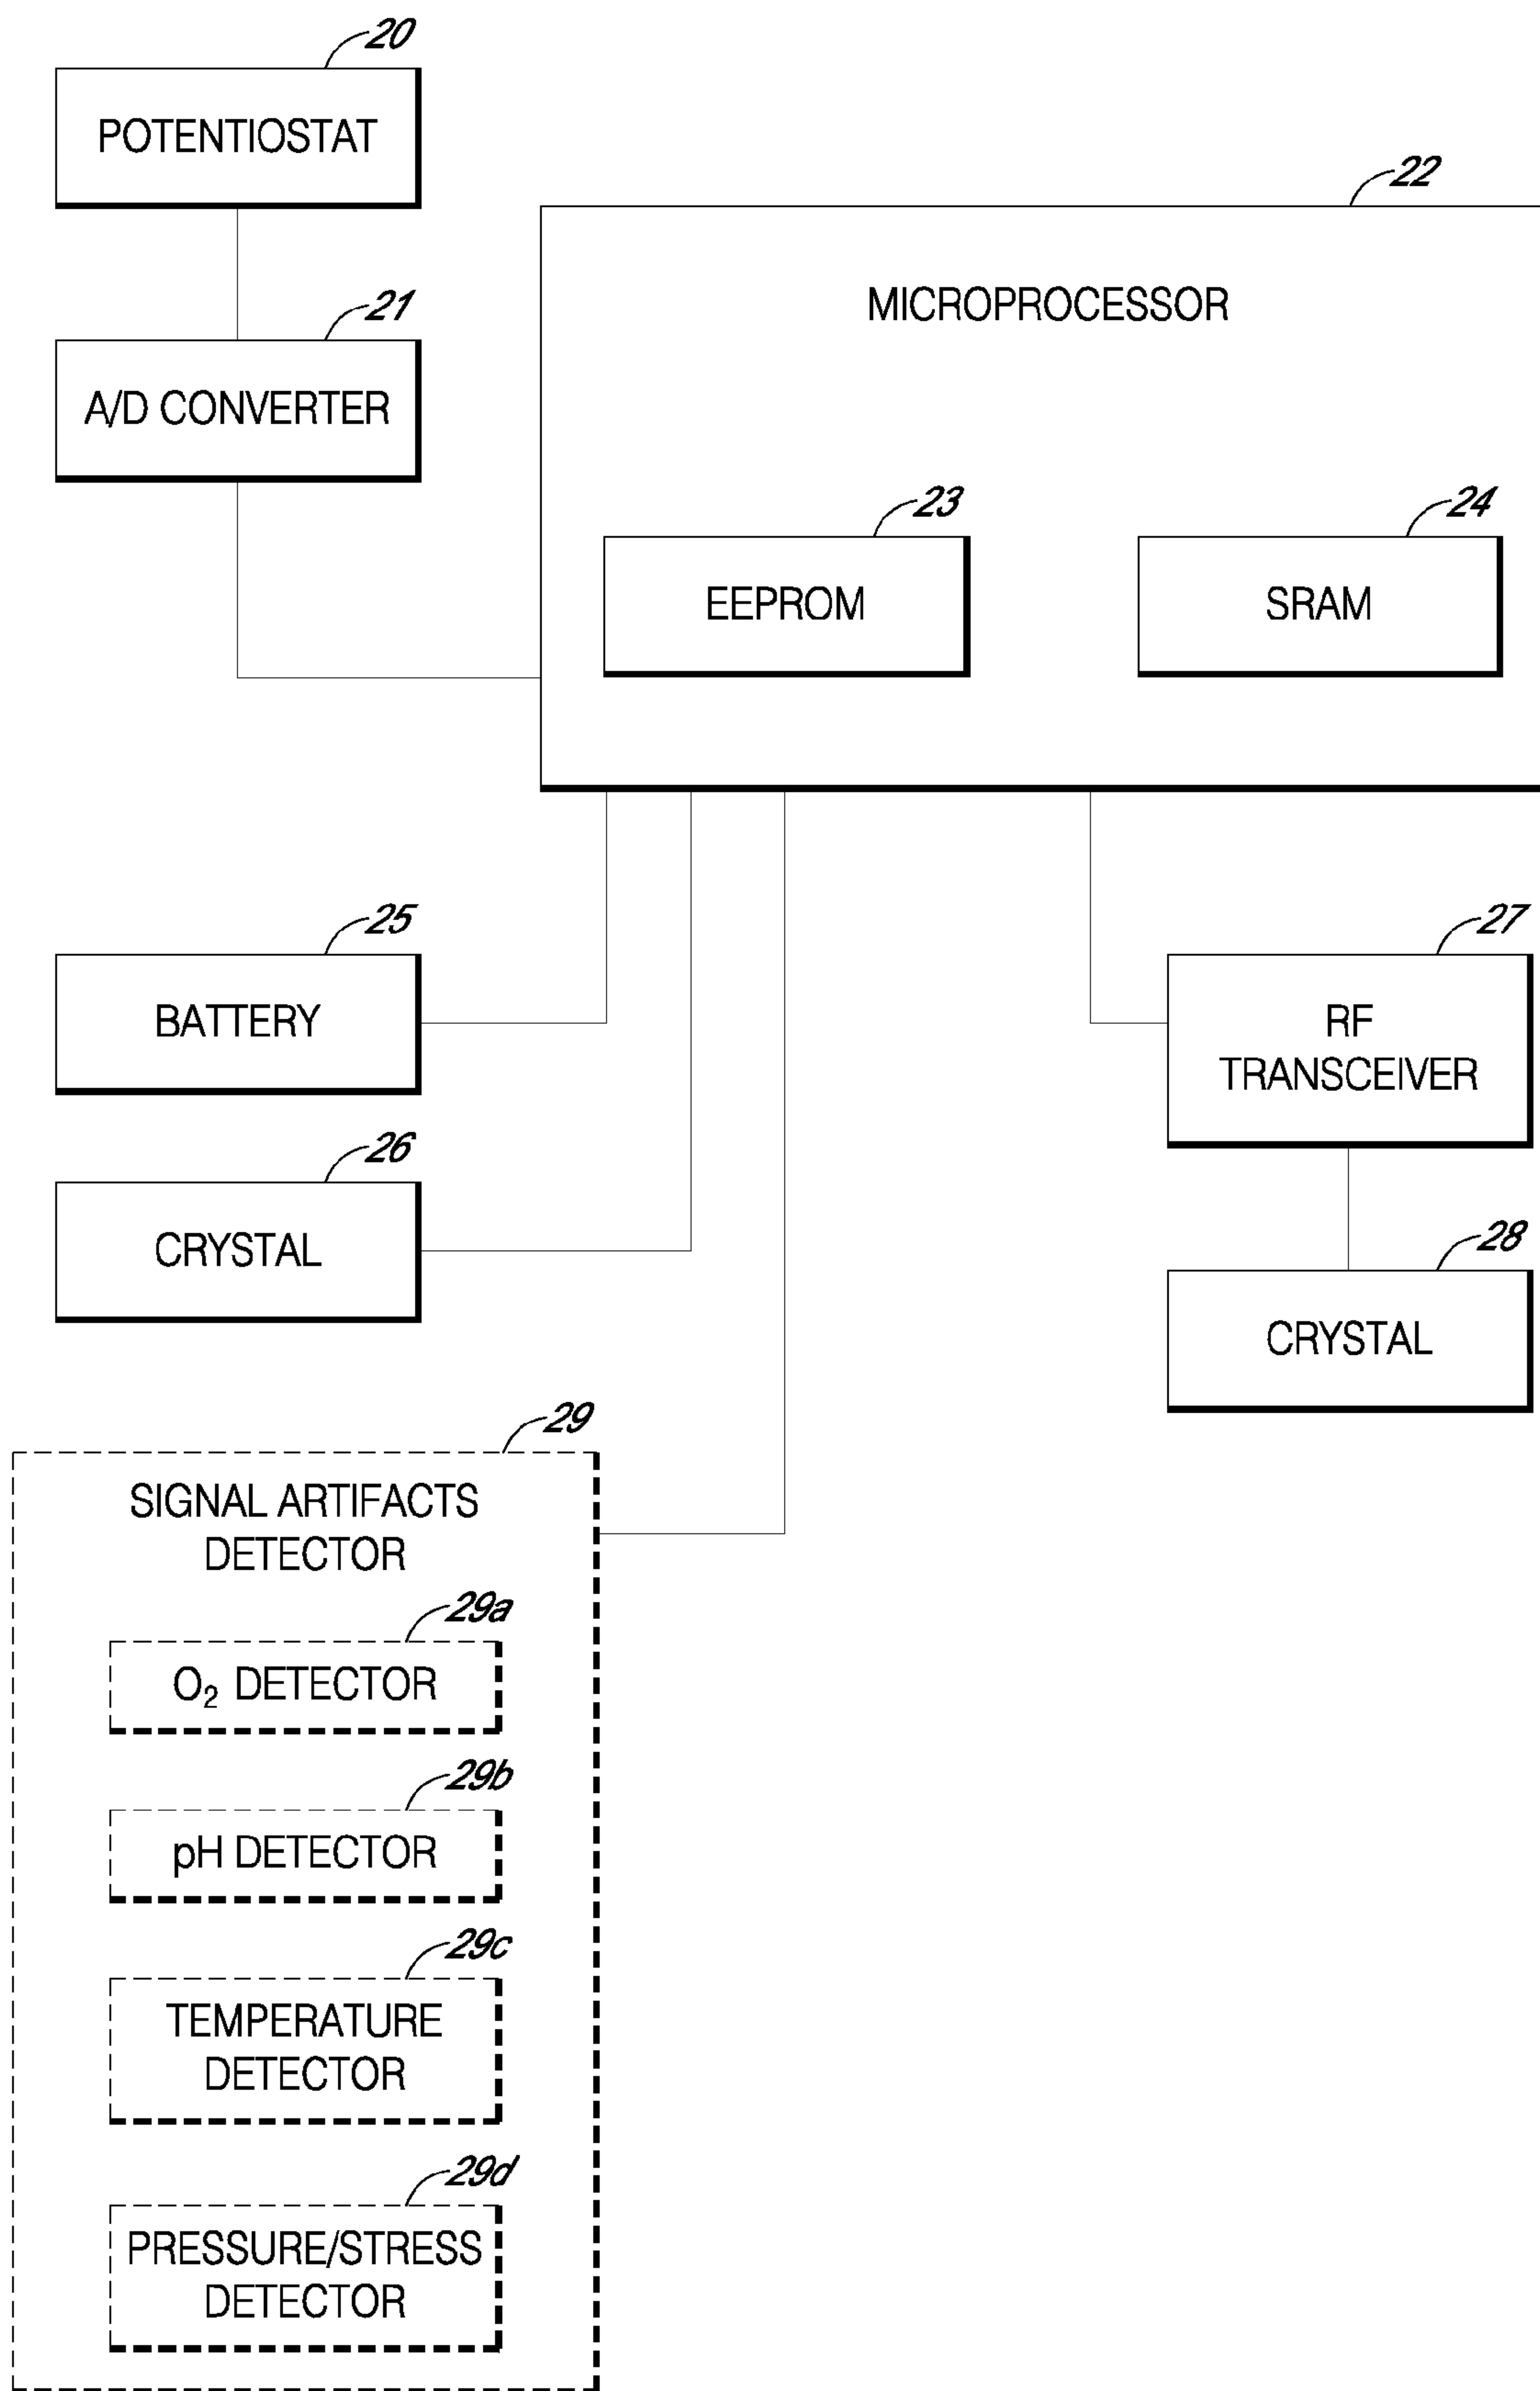 20
POTENTIOSTAT
22
MICROPROCESSOR
21
A/D CONVERTER
23
EEPROM
24
SRAM
25
BATTERY
27
RF
TRANSCEIVER
26
CRYSTAL
28
CRYSTAL
29
SIGNAL ARTIFACTS
DETECTOR
29a
O₂ DETECTOR
29b
pH DETECTOR
29c
TEMPERATURE
DETECTOR
29d
PRESSURE/STRESS
DETECTOR